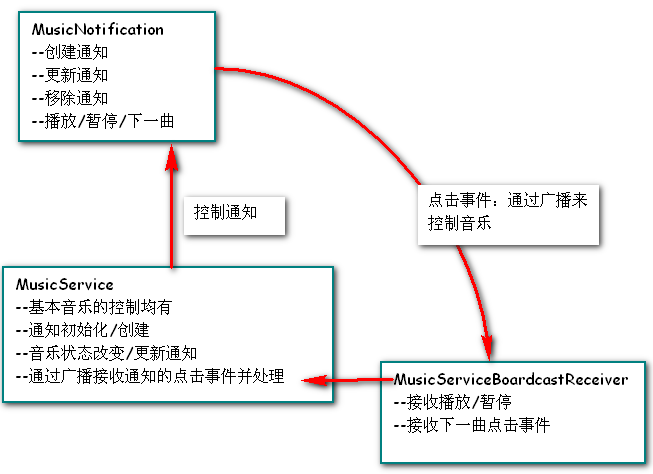 MusicNotification
--创建通知
--更新通知
--移除通知
--播放/暂停/下一曲
控制通知
点击事件：通过广播来
控制音乐
MusicService
--基本音乐的控制均有
--通知初始化/创建
--音乐状态改变/更新通知
--通过广播接收通知的点击事件并处理
MusicServiceBoardcastReceiver
--接收播放/暂停
--接收下一曲点击事件